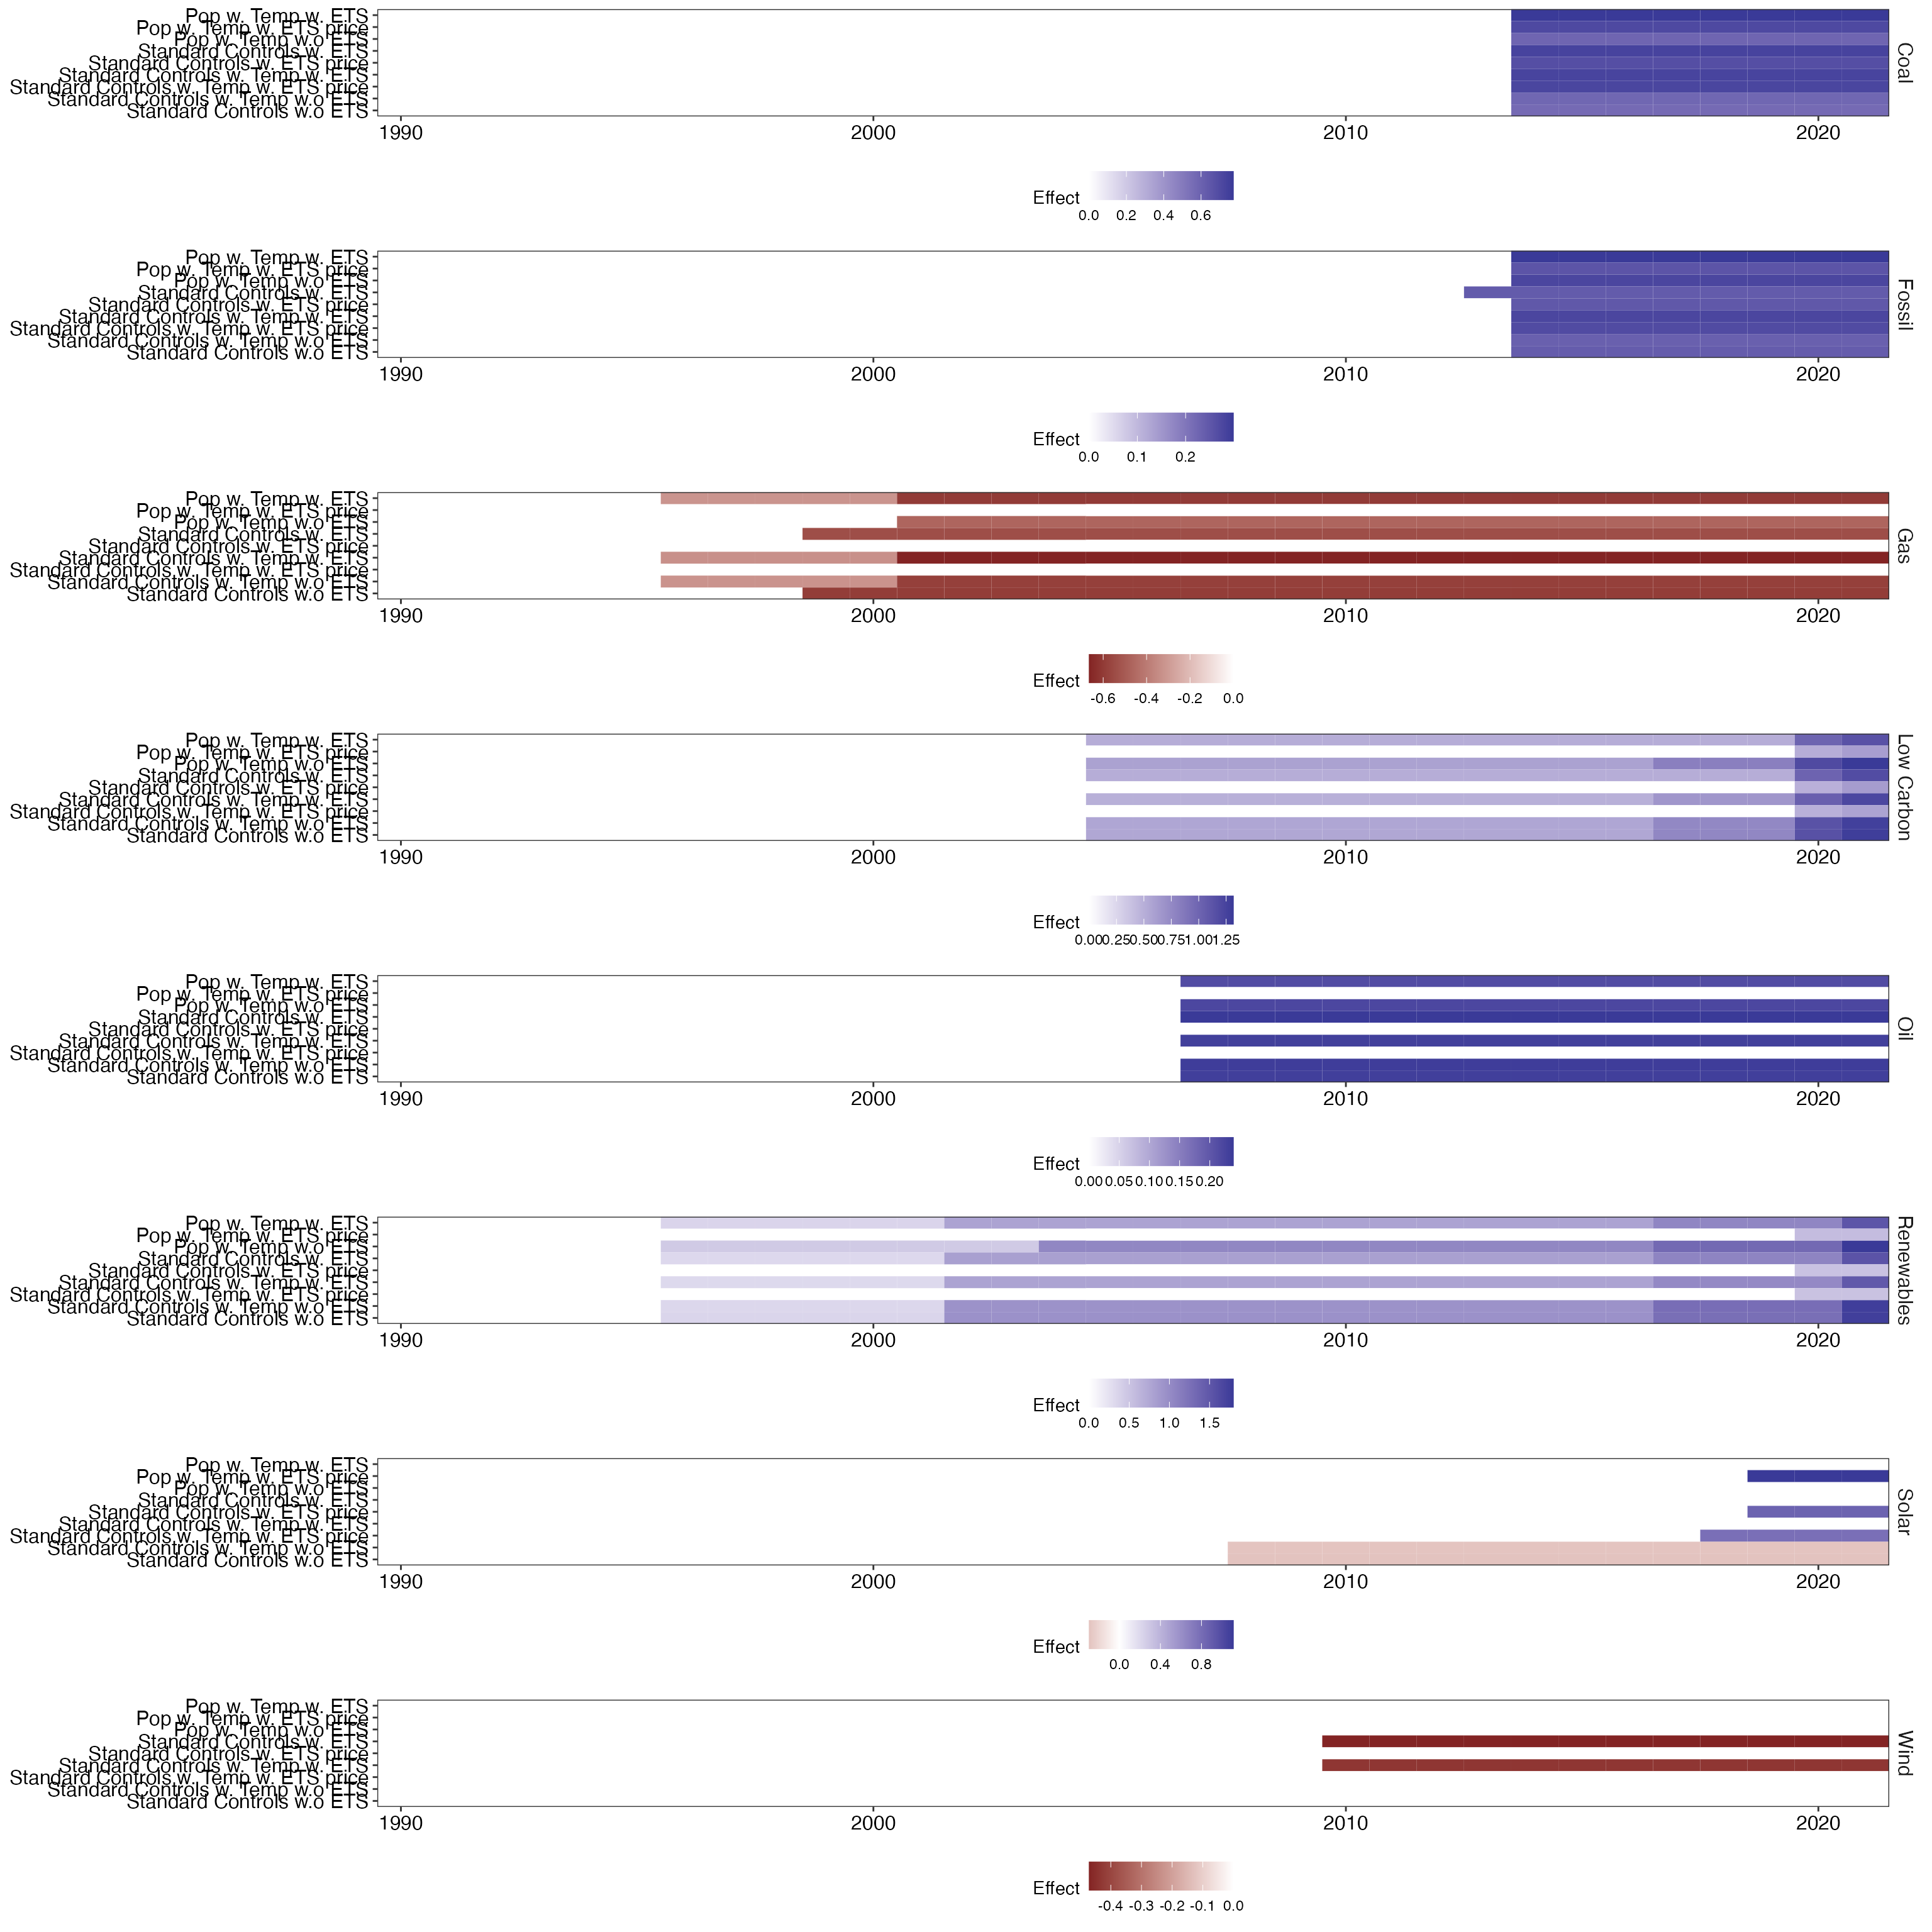 Pop w. Temp w. ETS
Pop w. Temp w. ETS price
Pop w. Temp w.o ETS
Standard Controls w. ETS
Standard Controls w. ETS price
Standard Controls w. Temp w. ETS
Standard Controls w. Temp w. ETS price
Standard Controls w. Temp w.o ETS
Standard Controls w.o ETS
Coal
1990 2000 2010 2020
Effect
0.0 0.2 0.4 0.6
Pop w. Temp w. ETS
Pop w. Temp w. ETS price
Pop w. Temp w.o ETS
Standard Controls w. ETS
Standard Controls w. ETS price
Standard Controls w. Temp w. ETS
Standard Controls w. Temp w. ETS price
Standard Controls w. Temp w.o ETS
Standard Controls w.o ETS
Fossil
1990 2000 2010 2020
Effect
0.0 0.1 0.2
Pop w. Temp w. ETS
Pop w. Temp w. ETS price
Pop w. Temp w.o ETS
Standard Controls w. ETS
Standard Controls w. ETS price
Standard Controls w. Temp w. ETS
Standard Controls w. Temp w. ETS price
Standard Controls w. Temp w.o ETS
Standard Controls w.o ETS
Gas
1990 2000 2010 2020
Effect
-0.6 -0.4 -0.2 0.0
Pop w. Temp w. ETS
Pop w. Temp w. ETS price
Pop w. Temp w.o ETS
Standard Controls w. ETS
Standard Controls w. ETS price
Standard Controls w. Temp w. ETS
Standard Controls w. Temp w. ETS price
Standard Controls w. Temp w.o ETS
Standard Controls w.o ETS
Low Carbon
1990 2000 2010 2020
Effect
0.00 0.25 0.50 0.75 1.00 1.25
Pop w. Temp w. ETS
Pop w. Temp w. ETS price
Pop w. Temp w.o ETS
Standard Controls w. ETS
Standard Controls w. ETS price
Standard Controls w. Temp w. ETS
Standard Controls w. Temp w. ETS price
Standard Controls w. Temp w.o ETS
Standard Controls w.o ETS
Oil
1990 2000 2010 2020
Effect
0.00 0.05 0.10 0.15 0.20
Pop w. Temp w. ETS
Pop w. Temp w. ETS price
Pop w. Temp w.o ETS
Standard Controls w. ETS
Standard Controls w. ETS price
Standard Controls w. Temp w. ETS
Standard Controls w. Temp w. ETS price
Standard Controls w. Temp w.o ETS
Standard Controls w.o ETS
Renewables
1990 2000 2010 2020
Effect
0.0 0.5 1.0 1.5
Pop w. Temp w. ETS
Pop w. Temp w. ETS price
Pop w. Temp w.o ETS
Standard Controls w. ETS
Standard Controls w. ETS price
Standard Controls w. Temp w. ETS
Standard Controls w. Temp w. ETS price
Standard Controls w. Temp w.o ETS
Standard Controls w.o ETS
Solar
1990 2000 2010 2020
Effect
0.0 0.4 0.8
Pop w. Temp w. ETS
Pop w. Temp w. ETS price
Pop w. Temp w.o ETS
Standard Controls w. ETS
Standard Controls w. ETS price
Standard Controls w. Temp w. ETS
Standard Controls w. Temp w. ETS price
Standard Controls w. Temp w.o ETS
Standard Controls w.o ETS
Wind
1990 2000 2010 2020
Effect
-0.4 -0.3 -0.2 -0.1 0.0